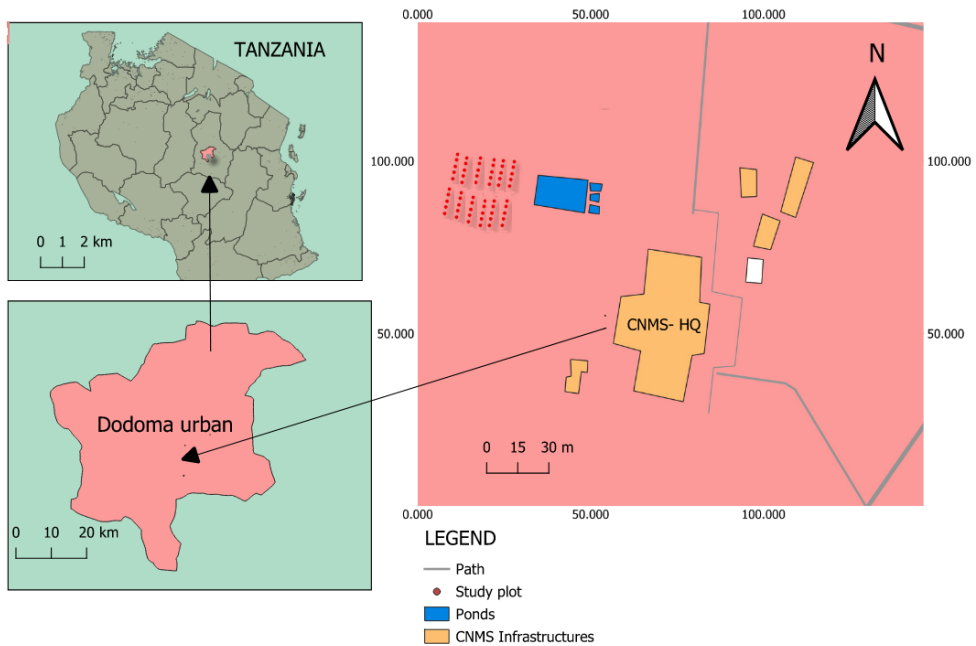 TANZANIA
0 1 2 km
Dodoma urban
0 10 20 km
0.000 50.000 100.000
N
100.000 100.000
50.000 50.000
CNMS- HQ
0 15 30 m
0.000 50.000 100.000
LEGEND
Path
Study plot
Ponds
CNMS Infrastructures